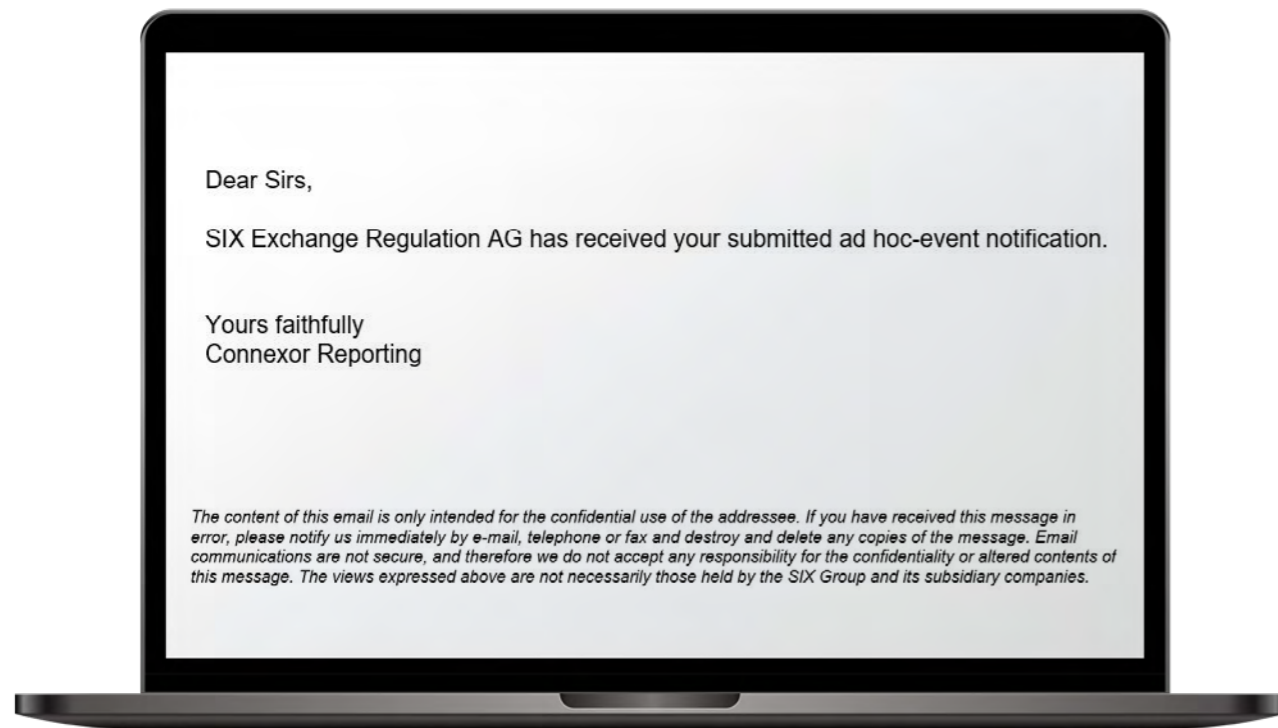 Dear Sirs,
SIX Exchange Regulation AG has received your submitted ad hoc-event notification.
Yours faithfully
Connexor Reporting
The content of this email is only intended for the confidential use of the addressee. If you have received this message in
error, please notify us immediately by e-mail, telephone or fax and destroy and delete any copies of the message. Email
communications are not secure, and therefore we do not accept any responsibility for the confidentiality or altered contents of
this message. The views expressed above are not necessarily those held by the SIX Group and its subsidiary companies.